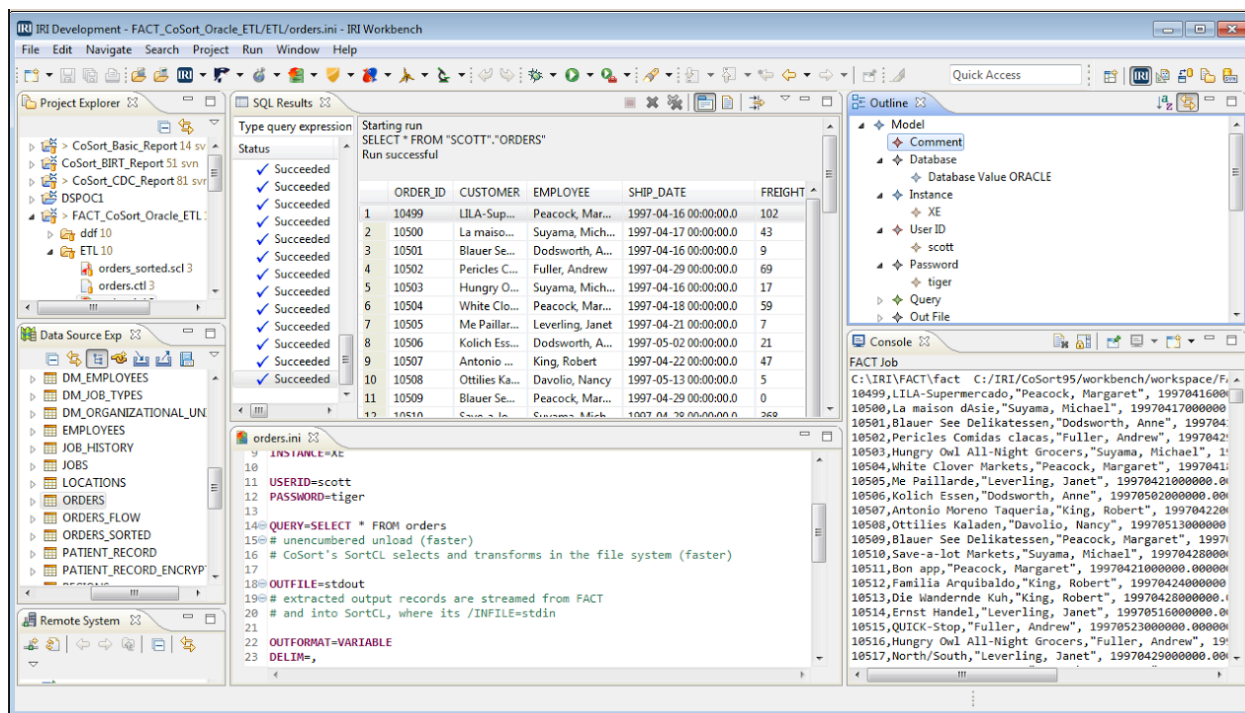 IRI Development - FACT_CoSort_Oracle_ETL/ETL/orders.ini - IRI Workbench
File Edit Navigate Search Project Run Window Help
Quick Access
Project Explorer
> CoSort_Basic_Report 14 sv
CoSort_BIRT_Report 51 svn
> CoSort_CDC_Report 81 svn
DSPOC1
> FACT_CoSort_Oracle_ETL
ddf 10
ETL 10
orders_sorted.scl 3
orders.ctl 3
Data Source Exp
DM_EMPLOYEES
DM_JOB_TYPES
DM_ORGANIZATIONAL_UN
EMPLOYEES
JOB_HISTORY
JOBS
LOCATIONS
ORDERS
ORDERS_FLOW
ORDERS_SORTED
PATIENT_RECORD
PATIENT_RECORD_ENCRYP
Remote System
SQL Results
Type query expression
Status
Succeeded
Succeeded
Succeeded
Succeeded
Succeeded
Succeeded
Succeeded
Succeeded
Succeeded
Succeeded
Succeeded
Succeeded
Succeeded
Starting run
SELECT * FROM "SCOTT"."ORDERS"
Run successful
ORDER_ID CUSTOMER EMPLOYEE SHIP_DATE FREIGHT
1 10499 LILA-Sup... Peacock, Mar... 1997-04-16 00:00:00.0 102
2 10500 La maiso... Suyama, Mich... 1997-04-17 00:00:00.0 43
3 10501 Blauer Se... Dodsworth, A... 1997-04-16 00:00:00.0 9
4 10502 Pericles C... Fuller, Andrew 1997-04-29 00:00:00.0 69
5 10503 Hungry O... Suyama, Mich... 1997-04-16 00:00:00.0 17
6 10504 White Clo... Peacock, Mar... 1997-04-18 00:00:00.0 59
7 10505 Me Paillar... Leverling, Janet 1997-04-21 00:00:00.0 7
8 10506 Kolich Ess... Dodsworth, A... 1997-05-02 00:00:00.0 21
9 10507 Antonio ... King, Robert 1997-04-22 00:00:00.0 47
10 10508 Ottilies Ka... Davolio, Nancy 1997-05-13 00:00:00.0 5
11 10509 Blauer Se... Peacock, Mar... 1997-04-29 00:00:00.0 0
12 10510 Save-a-lo... Suyama, Mich... 1997-04-28 00:00:00.0 368
orders.ini
9 INSTANCE=XE
10
11 USERID=scott
12 PASSWORD=tiger
13
14 QUERY=SELECT * FROM orders
15 # unencumbered unload (faster)
16 # CoSort's SortCL selects and transforms in the file system (faster)
17
18 OUTFILE=stdout
19 # extracted output records are streamed from FACT
20 # and into SortCL, where its /INFILE=stdin
21
22 OUTFORMAT=VARIABLE
23 DELIM=,
Outline
Model
Comment
Database
Database Value ORACLE
Instance
XE
User ID
scott
Password
tiger
Query
Out File
Console
FACT Job
C:\IRI\FACT\fact C:/IRI/CoSort95/workbench/workspace/F
10499,LILA-Supermercado,"Peacock, Margaret", 19970416000
10500,La maison dAsie,"Suyama, Michael", 19970417000000
10501,Blauer See Delikatessen,"Dodsworth, Anne", 199704
10502,Pericles Comidas clacas,"Fuller, Andrew", 1997042
10503,Hungry Owl All-Night Grocers,"Suyama, Michael", 1
10504,White Clover Markets,"Peacock, Margaret", 1997041
10505,Me Paillarde,"Leverling, Janet", 19970421000000.0
10506,Kolich Essen,"Dodsworth, Anne", 19970502000000.00
10507,Antonio Moreno Taqueria,"King, Robert", 199704220
10508,Ottilies Kaladen,"Davolio, Nancy", 19970513000000
10509,Blauer See Delikatessen,"Peacock, Margaret", 1997
10510,Save-a-lot Markets,"Suyama, Michael", 19970428000
10511,Bon app,"Peacock, Margaret", 19970421000000.0000
10512,Familia Arquibaldo,"King, Robert", 19970424000000
10513,Die Wandernde Kuh,"King, Robert", 19970428000000.
10514,Ernst Handel,"Leverling, Janet", 19970516000000.0
10515,QUICK-Stop,"Fuller, Andrew", 19970523000000.00000
10516,Hungry Owl All-Night Grocers,"Fuller, Andrew", 19
10517,North/South,"Leverling, Janet", 19970429000000.00